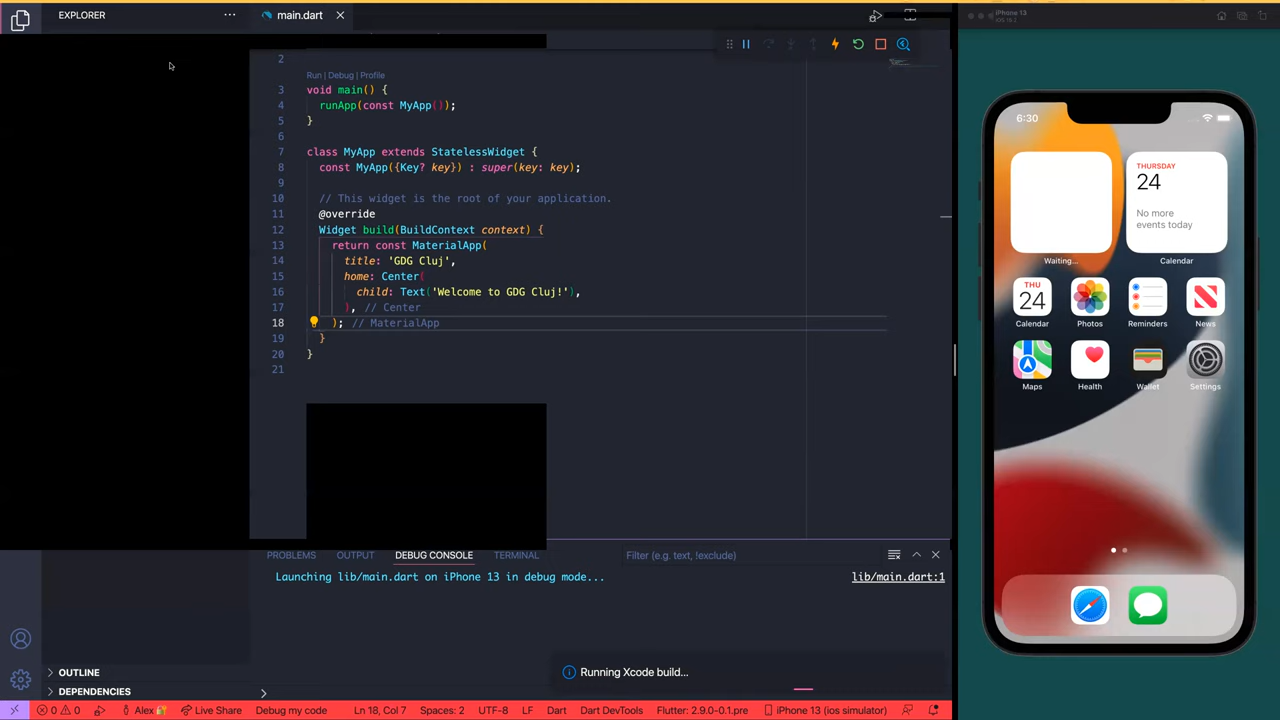 EXPLORER
main.dart
2
Run | Debug | Profile
3 void main() {
4 runApp(const MyApp());
5 }
6
7 class MyApp extends StatelessWidget {
8 const MyApp({Key? key}) : super(key: key);
9
10 // This widget is the root of your application.
11 @override
12 Widget build(BuildContext context) {
13 return const MaterialApp(
14 title: 'GDG Cluj',
15 home: Center(
16 child: Text('Welcome to GDG Cluj!'),
17 ), // Center
18 ); // MaterialApp
19 }
20 }
21
PROBLEMS OUTPUT DEBUG CONSOLE TERMINAL Filter (e.g. text, !exclude)
Launching lib/main.dart on iPhone 13 in debug mode... lib/main.dart:1
Running Xcode build...
OUTLINE
DEPENDENCIES
0 0 Alex Live Share Debug my code Ln 18, Col 7 Spaces: 2 UTF-8 LF Dart Dart DevTools Flutter: 2.9.0-0.1.pre iPhone 13 (ios simulator)
iPhone 13
6:30
THURSDAY
24
No more
events today
Waiting... Calendar
THU
24
Calendar Photos Reminders News
Maps Health Wallet Settings